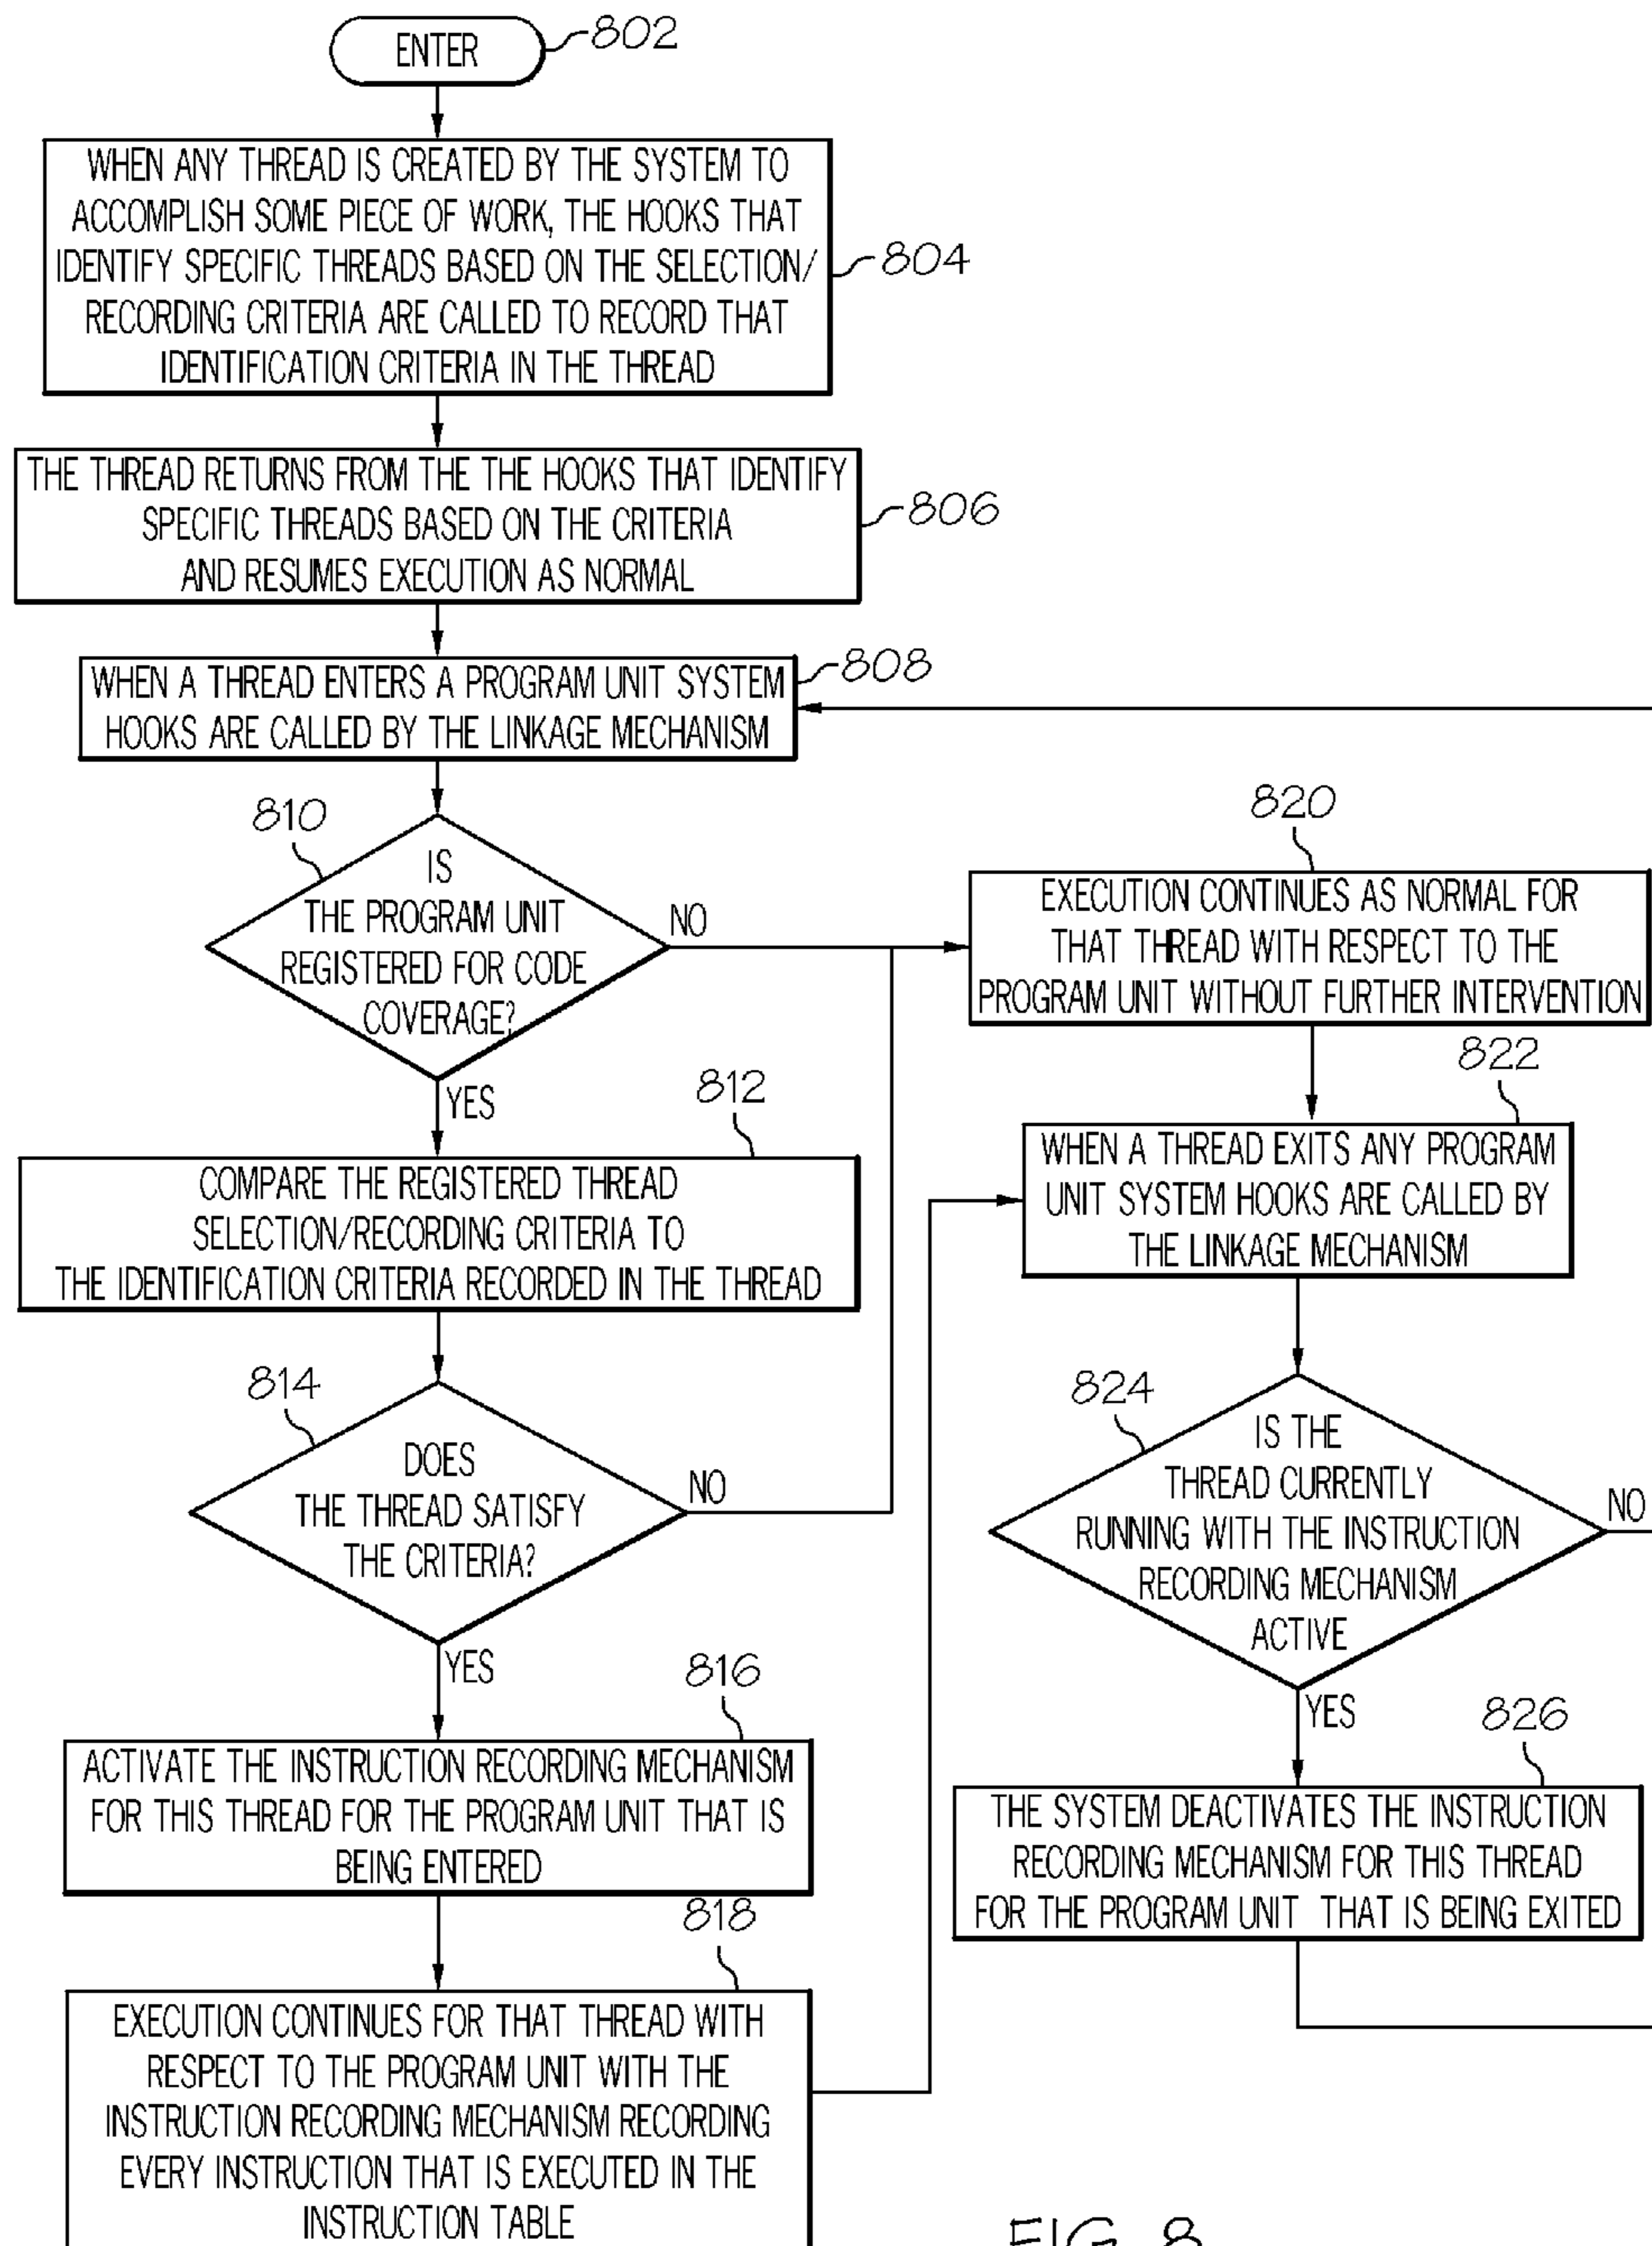 ENTER
802
WHEN ANY THREAD IS CREATED BY THE SYSTEM TO
ACCOMPLISH SOME PIECE OF WORK, THE HOOKS THAT
IDENTIFY SPECIFIC THREADS BASED ON THE SELECTION/
RECORDING CRITERIA ARE CALLED TO RECORD THAT
IDENTIFICATION CRITERIA IN THE THREAD
804
THE THREAD RETURNS FROM THE THE HOOKS THAT IDENTIFY
SPECIFIC THREADS BASED ON THE CRITERIA
AND RESUMES EXECUTION AS NORMAL
806
WHEN A THREAD ENTERS A PROGRAM UNIT SYSTEM
HOOKS ARE CALLED BY THE LINKAGE MECHANISM
808
810
IS
THE PROGRAM UNIT
REGISTERED FOR CODE
COVERAGE?
NO
YES
812
COMPARE THE REGISTERED THREAD
SELECTION/RECORDING CRITERIA TO
THE IDENTIFICATION CRITERIA RECORDED IN THE THREAD
814
DOES
THE THREAD SATISFY
THE CRITERIA?
NO
YES
816
ACTIVATE THE INSTRUCTION RECORDING MECHANISM
FOR THIS THREAD FOR THE PROGRAM UNIT THAT IS
BEING ENTERED
818
EXECUTION CONTINUES FOR THAT THREAD WITH
RESPECT TO THE PROGRAM UNIT WITH THE
INSTRUCTION RECORDING MECHANISM RECORDING
EVERY INSTRUCTION THAT IS EXECUTED IN THE
INSTRUCTION TABLE
820
EXECUTION CONTINUES AS NORMAL FOR
THAT THREAD WITH RESPECT TO THE
PROGRAM UNIT WITHOUT FURTHER INTERVENTION
822
WHEN A THREAD EXITS ANY PROGRAM
UNIT SYSTEM HOOKS ARE CALLED BY
THE LINKAGE MECHANISM
824
IS THE
THREAD CURRENTLY
RUNNING WITH THE INSTRUCTION
RECORDING MECHANISM
ACTIVE
NO
YES
826
THE SYSTEM DEACTIVATES THE INSTRUCTION
RECORDING MECHANISM FOR THIS THREAD
FOR THE PROGRAM UNIT THAT IS BEING EXITED
FIG. 8